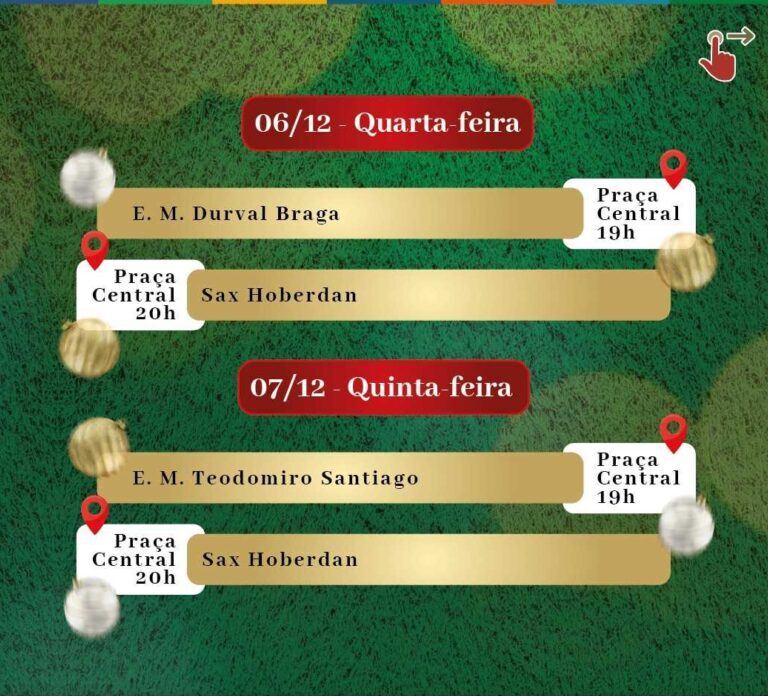 06/12 - Quarta-feira
E. M. Durval Braga
Praça
Central
19h
Praça
Central
20h
Sax Hoberdan
07/12 - Quinta-feira
E. M. Teodomiro Santiago
Praça
Central
19h
Praça
Central
20h
Sax Hoberdan